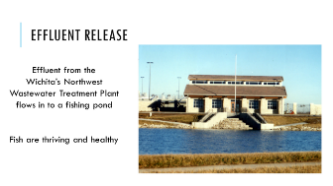 EFFLUENT RELEASE
Effluent from the
Wichita's Northwest
Wastewater Treatment Plant
flows in to a fishing pond
Fish are thriving and healthy